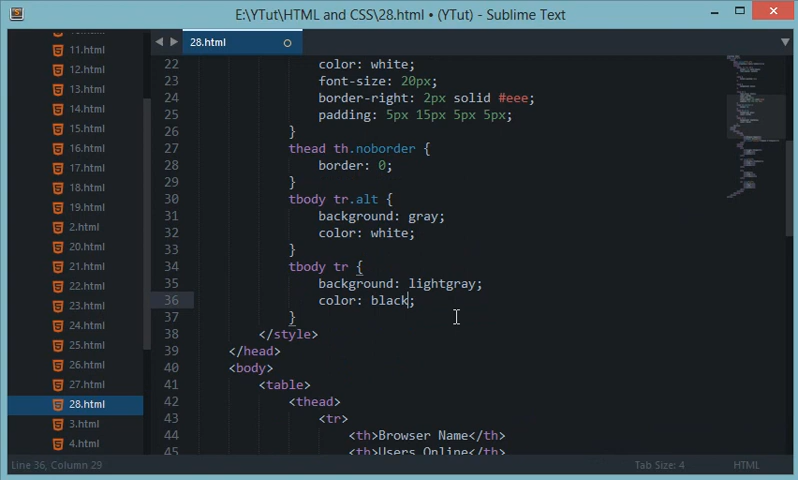 E:\YTut\HTML and CSS\28.html • (YTut) - Sublime Text
28.html
11.html
12.html
13.html
14.html
15.html
16.html
17.html
18.html
19.html
2.html
20.html
21.html
22.html
23.html
24.html
25.html
26.html
27.html
28.html
3.html
4.html
22 color: white;
23 font-size: 20px;
24 border-right: 2px solid #eee;
25 padding: 5px 15px 5px 5px;
26 }
27 thead th.noborder {
28 border: 0;
29 }
30 tbody tr.alt {
31 background: gray;
32 color: white;
33 }
34 tbody tr {
35 background: lightgray;
36 color: black;
37 }
38 </style>
39 </head>
40 <body>
41 <table>
42 <thead>
43 <tr>
44 <th>Browser Name</th>
45 <th>Users Online</th>
Line 36, Column 29
Tab Size: 4
HTML